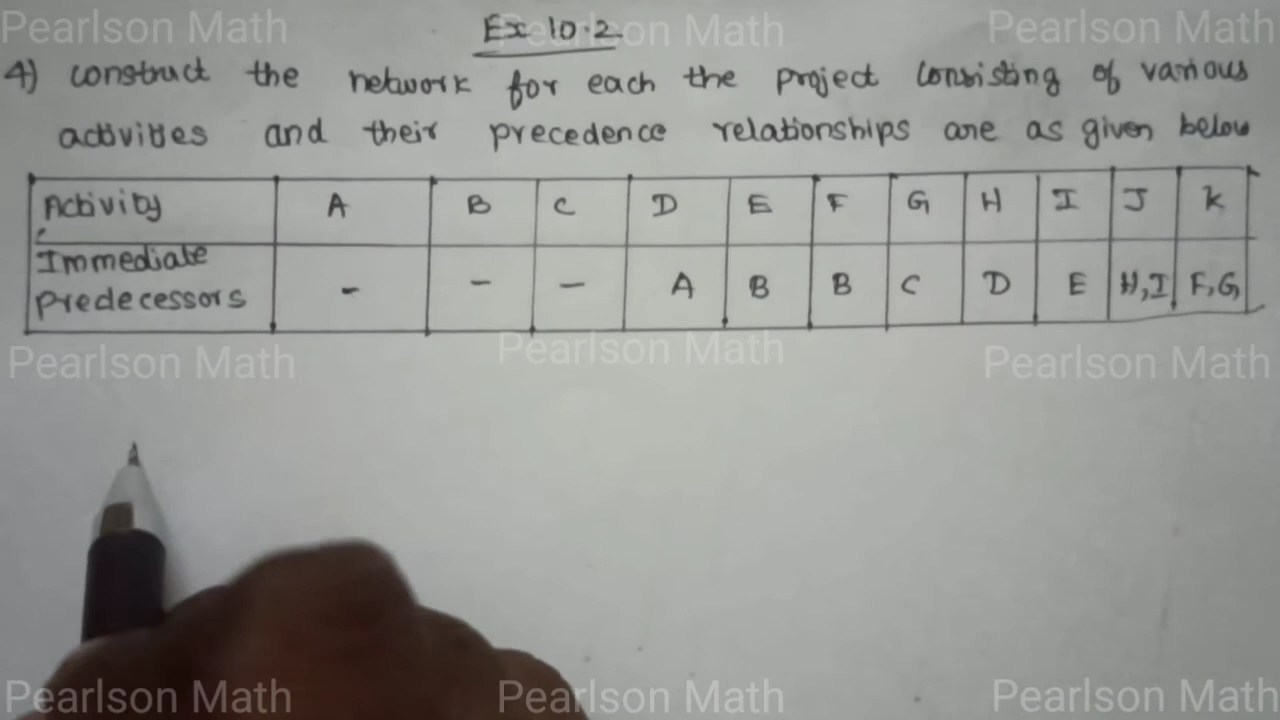 Pearlson Math Pearlson Math Pearlson Math
Ex 10.2
4) construct the network for each the project consisting of various
activities and their precedence relationships are as given below
Activity A B C D E F G H I J K
Immediate
predecessors - - - A B B C D E H,I F,G
Pearlson Math Pearlson Math Pearlson Math
Pearlson Math Pearlson Math Pearlson Math